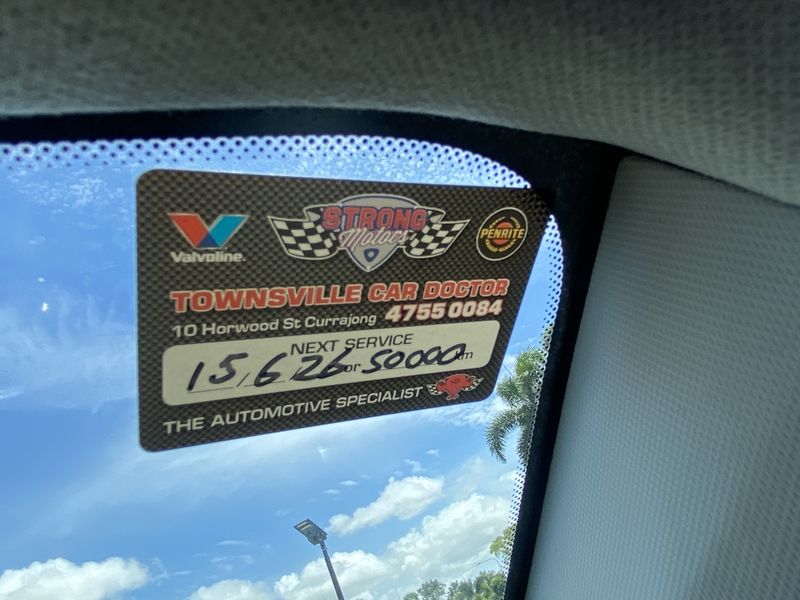 Valvoline.
STRONG
Motors
PENRITE
TOWNSVILLE CAR DOCTOR
10 Horwood St Currajong 4755 0084
NEXT SERVICE
15/6/26 or 50000 km
THE AUTOMOTIVE SPECIALIST